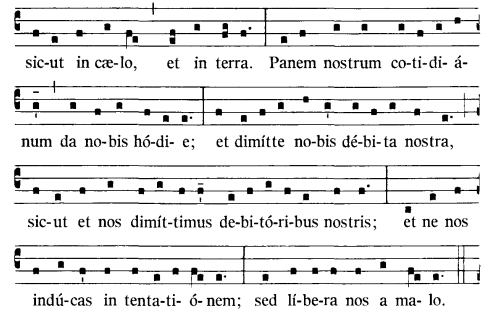 sic-ut in cæ-lo, et in terra. Panem nostrum co-ti-di-á-
num da no-bis hó-di- e; et dimítte no-bis dé-bi-ta nostra,
sic-ut et nos dimít-timus de-bi-tó-ri-bus nostris; et ne nos
indú-cas in tenta-ti- ó-nem; sed lí-be-ra nos a ma-lo.